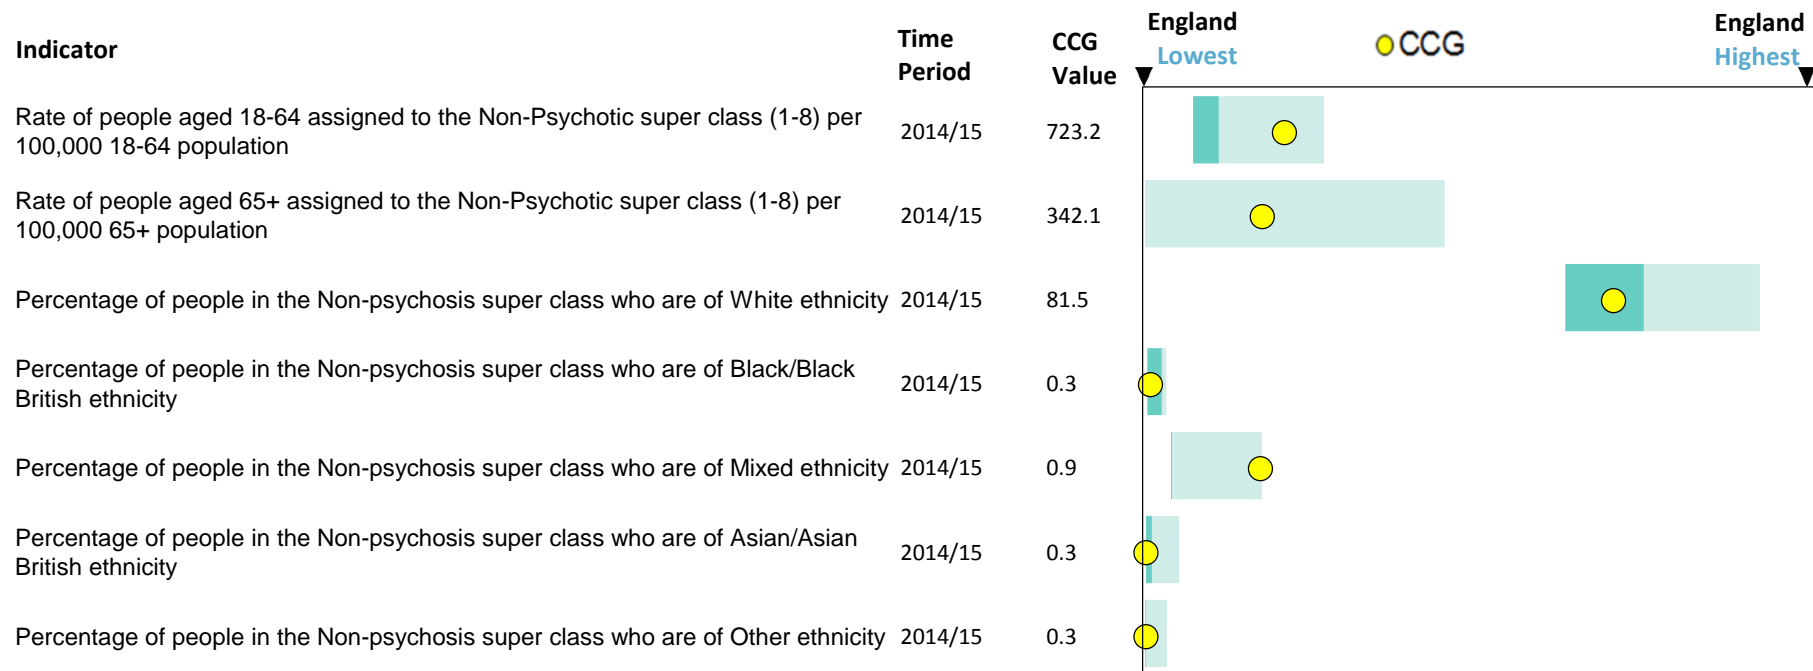 Indicator
Time Period
CCG Value
England Lowest
CCG
England Highest
Rate of people aged 18-64 assigned to the Non-Psychotic super class (1-8) per
100,000 18-64 population
2014/15
723.2
Rate of people aged 65+ assigned to the Non-Psychotic super class (1-8) per
100,000 65+ population
2014/15
342.1
Percentage of people in the Non-psychosis super class who are of White ethnicity 2014/15 81.5
Percentage of people in the Non-psychosis super class who are of Black/Black
British ethnicity
2014/15
0.3
Percentage of people in the Non-psychosis super class who are of Mixed ethnicity 2014/15 0.9
Percentage of people in the Non-psychosis super class who are of Asian/Asian
British ethnicity
2014/15
0.3
Percentage of people in the Non-psychosis super class who are of Other ethnicity 2014/15 0.3